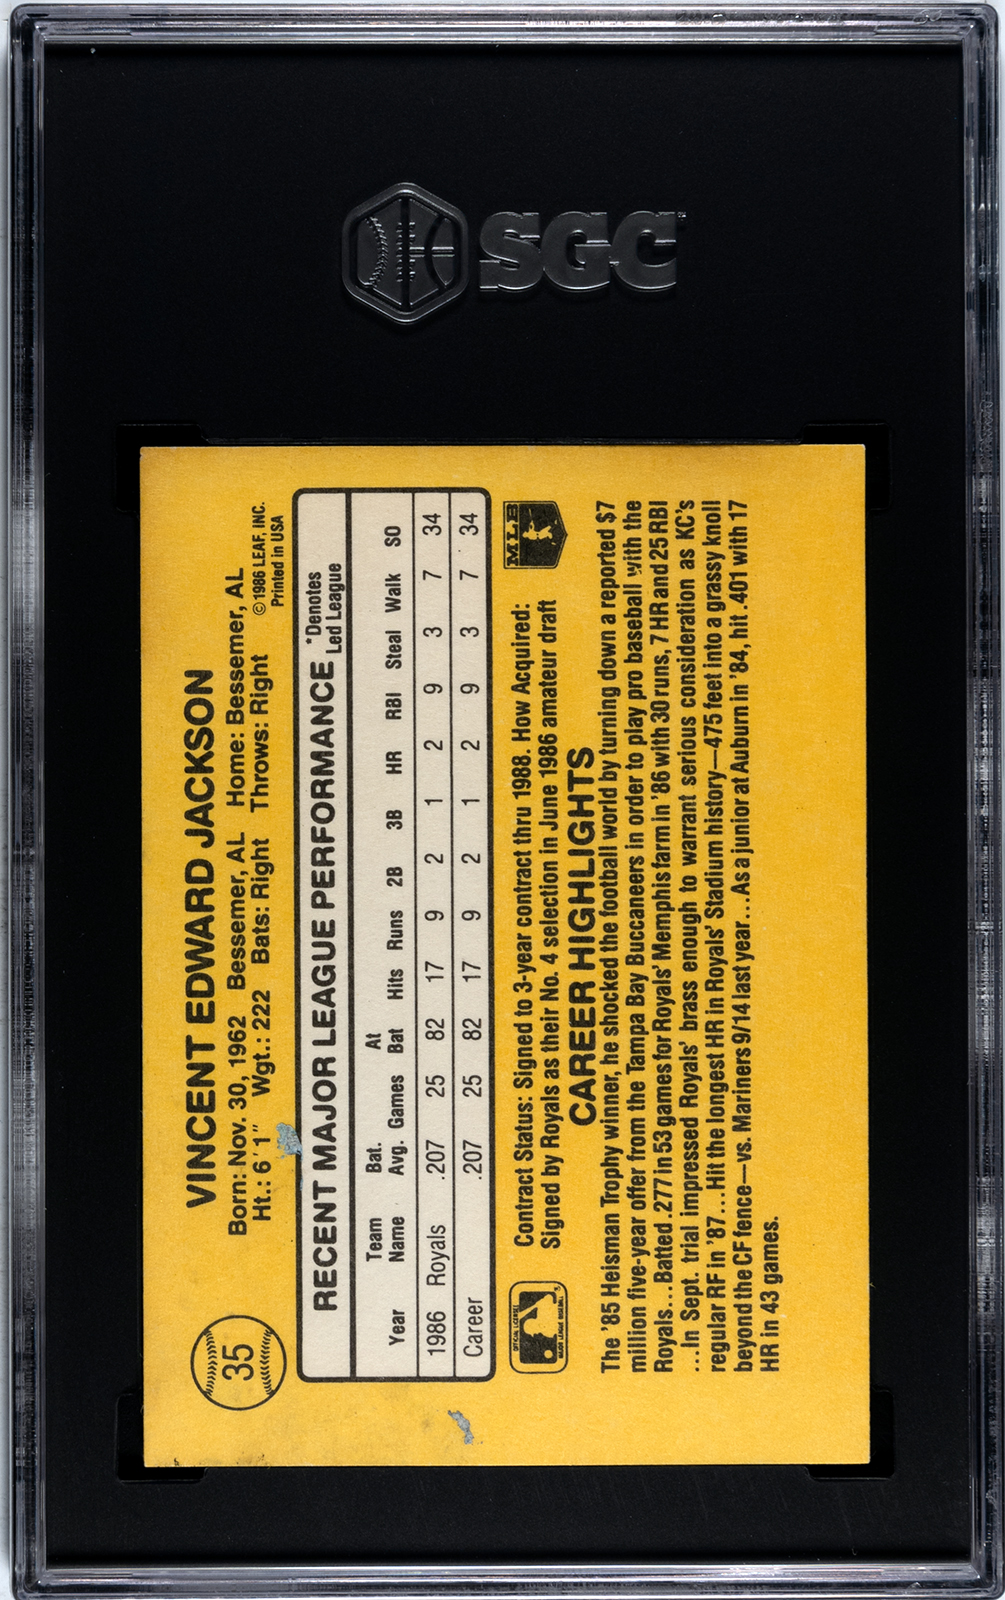 SGC
35
VINCENT EDWARD JACKSON
Born: Nov. 30, 1962 Bessemer, AL Home: Bessemer, AL
Ht.: 6'1" Wgt.: 222 Bats: Right Throws: Right
© 1986 LEAF, INC.
Printed in USA
RECENT MAJOR LEAGUE PERFORMANCE
*Denotes
Led League
Year Team Name Bat. Avg. Games At Bat Hits Runs 2B 3B HR RBI Steal Walk SO
1986 Royals .207 25 82 17 9 2 1 2 9 3 7 34
Career .207 25 82 17 9 2 1 2 9 3 7 34
OFFICIAL LICENSEE
MAJOR LEAGUE BASEBALL
Contract Status: Signed to 3-year contract thru 1988. How Acquired:
Signed by Royals as their No. 4 selection in June 1986 amateur draft
MLB
CAREER HIGHLIGHTS
The '85 Heisman Trophy winner, he shocked the football world by turning down a reported $7
million five-year offer from the Tampa Bay Buccaneers in order to play pro baseball with the
Royals...Batted .277 in 53 games for Royals' Memphis farm in '86 with 30 runs, 7 HR and 25 RBI
...In Sept. trial impressed Royals' brass enough to warrant serious consideration as KC's
regular RF in '87...Hit the longest HR in Royals' Stadium history—475 feet into a grassy knoll
beyond the CF fence—vs. Mariners 9/14 last year...As a junior at Auburn in '84, hit .401 with 17
HR in 43 games.